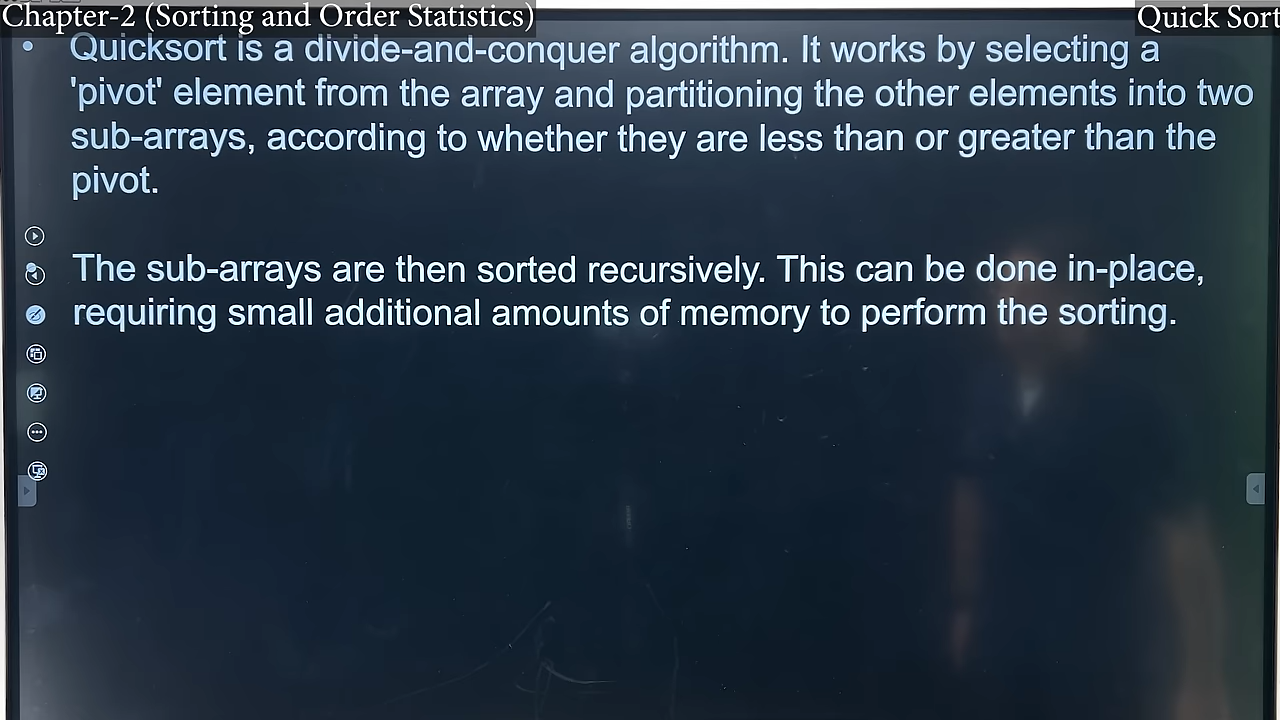 Chapter-2 (Sorting and Order Statistics)
Quick Sort
• Quicksort is a divide-and-conquer algorithm. It works by selecting a
'pivot' element from the array and partitioning the other elements into two
sub-arrays, according to whether they are less than or greater than the
pivot.
• The sub-arrays are then sorted recursively. This can be done in-place,
requiring small additional amounts of memory to perform the sorting.